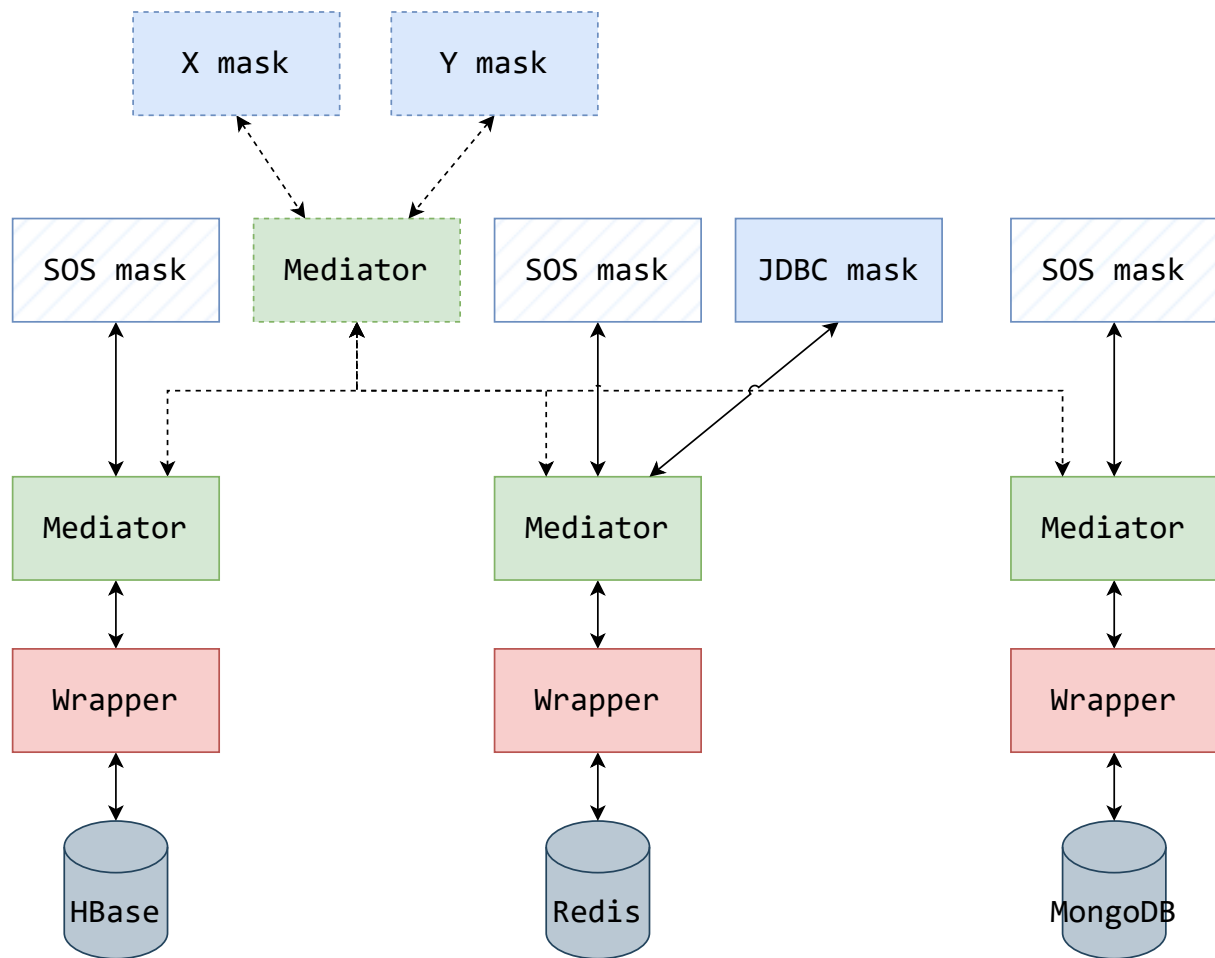 X mask
Y mask
SOS mask
Mediator
SOS mask
JDBC mask
SOS mask
Mediator
Mediator
Mediator
Wrapper
Wrapper
Wrapper
HBase
Redis
MongoDB